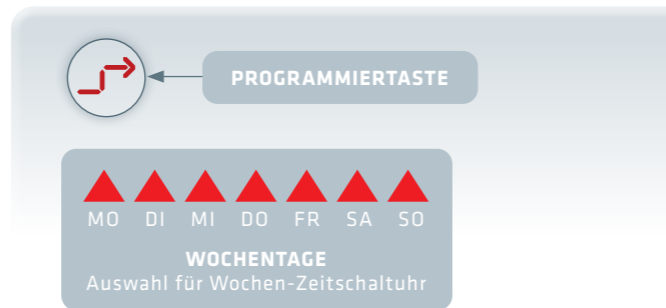 PROGRAMMIERTASTE
MO DI MI DO FR SA SO
WOCHENTAGE
Auswahl für Wochen-Zeitschaltuhr